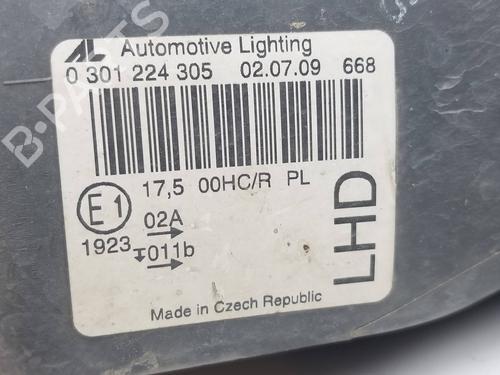 AL Automotive Lighting
0 301 224 305 02.07.09 668
17,5 00HC/R PL
E1 02A
1923 011b
LHD
Made in Czech Republic
B-PARTS